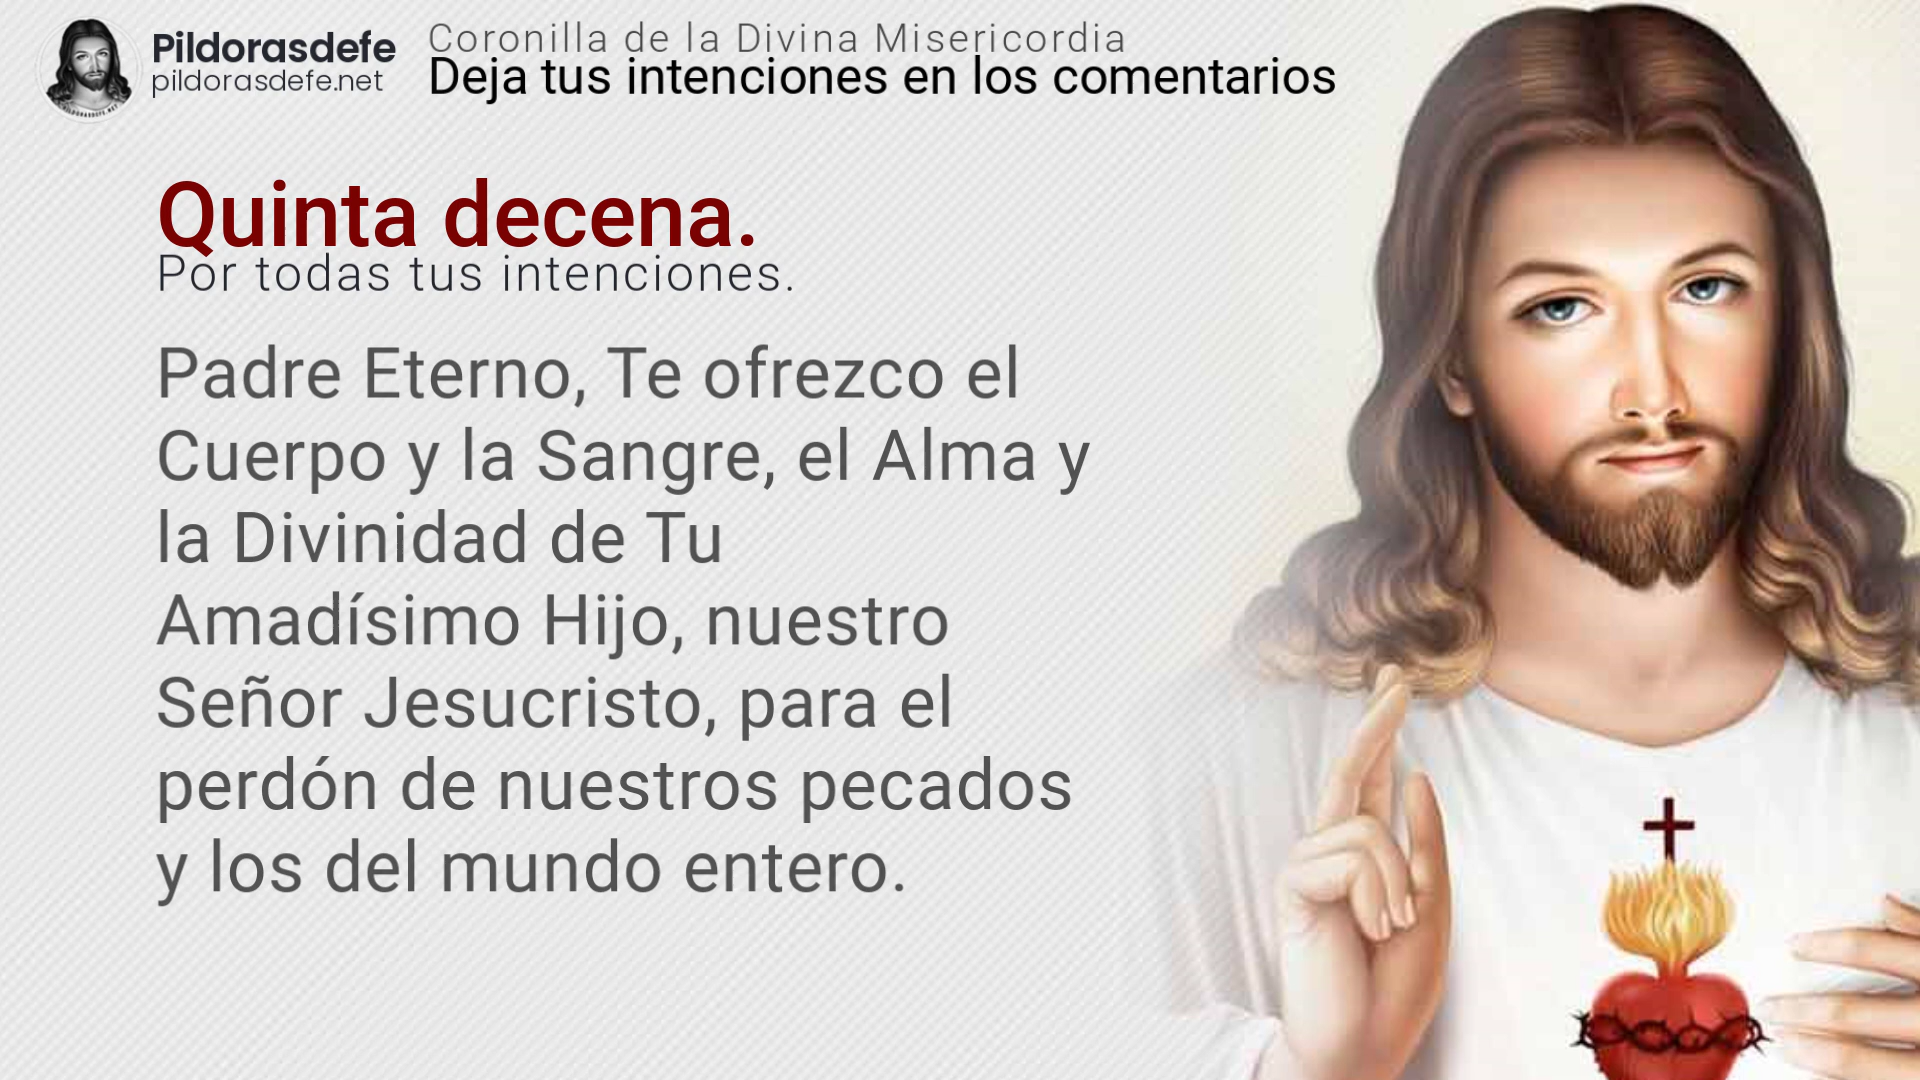 Pildorasdefe
pildorasdefe.net
Coronilla de la Divina Misericordia
Deja tus intenciones en los comentarios
Quinta decena.
Por todas tus intenciones.
Padre Eterno, Te ofrezco el
Cuerpo y la Sangre, el Alma y
la Divinidad de Tu
Amadísimo Hijo, nuestro
Señor Jesucristo, para el
perdón de nuestros pecados
y los del mundo entero.